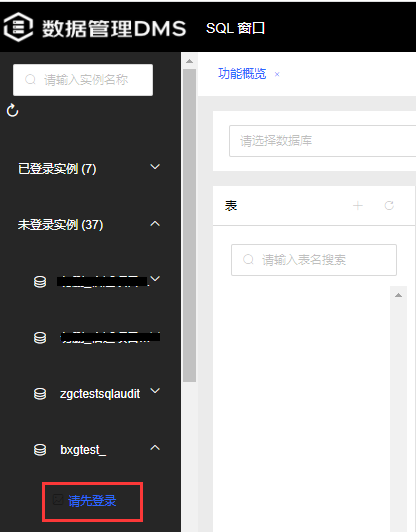 数据管理DMS
SQL 窗口
请输入实例名称
功能概览 ×
已登录实例 (7)
请选择数据库
未登录实例 (37)
表
请输入表名搜索
zgctestsqlaudit
bxgtest_
请先登录